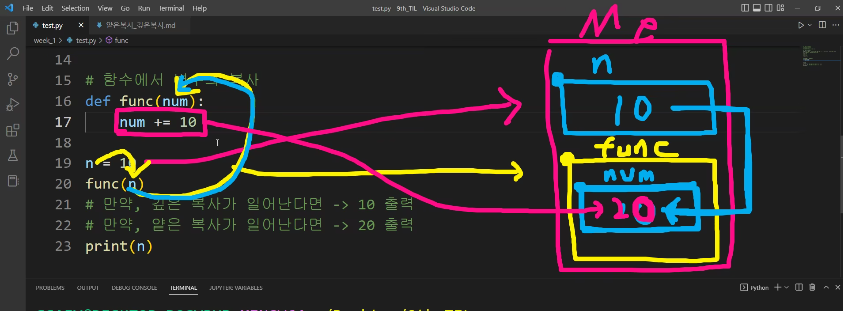 File Edit Selection View Go Run Terminal Help
test.py - 9th_TIL - Visual Studio Code
test.py
얕은복사_깊은복사.md
week_1 > test.py > func
14
15 # 함수에서 복사
16 def func(num):
17 num += 10
18
19 n = 1
20 func(n)
21 # 만약, 깊은 복사가 일어난다면 -> 10 출력
22 # 만약, 얕은 복사가 일어난다면 -> 20 출력
23 print(n)
Me
n
10
func
num
20
PROBLEMS OUTPUT DEBUG CONSOLE TERMINAL JUPYTER: VARIABLES
Python